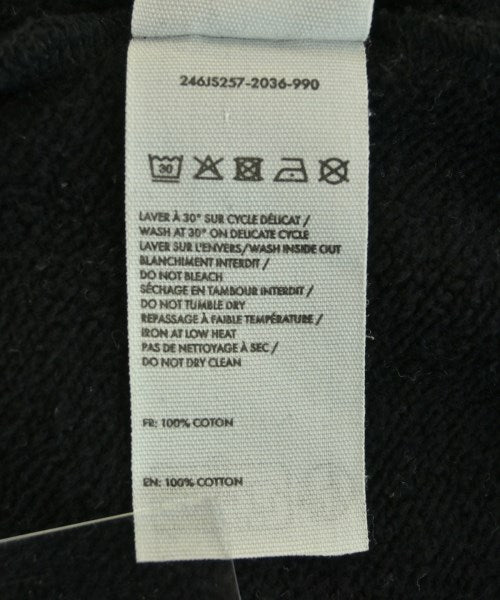 246JS257-2036-990
30
LAVER À 30° SUR CYCLE DÉLICAT /
WASH AT 30° ON DELICATE CYCLE
LAVER SUR L'ENVERS/WASH INSIDE OUT
BLANCHIMENT INTERDIT /
DO NOT BLEACH
SÉCHAGE EN TAMBOUR INTERDIT /
DO NOT TUMBLE DRY
REPASSAGE À FAIBLE TEMPÉRATURE /
IRON AT LOW HEAT
PAS DE NETTOYAGE À SEC /
DO NOT DRY CLEAN
FR: 100% COTON
EN: 100% COTTON